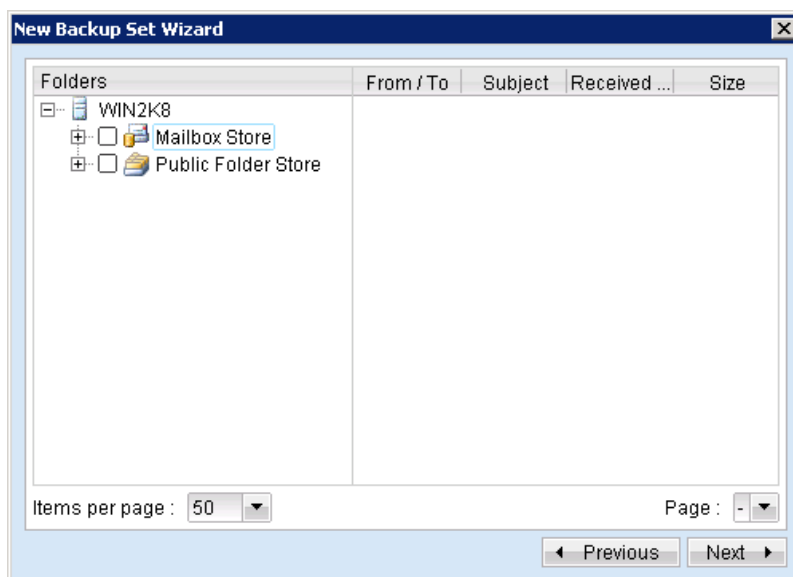 New Backup Set Wizard
Folders From / To Subject Received ... Size
WIN2K8
Mailbox Store
Public Folder Store
Items per page : 50 Page : -
Previous Next